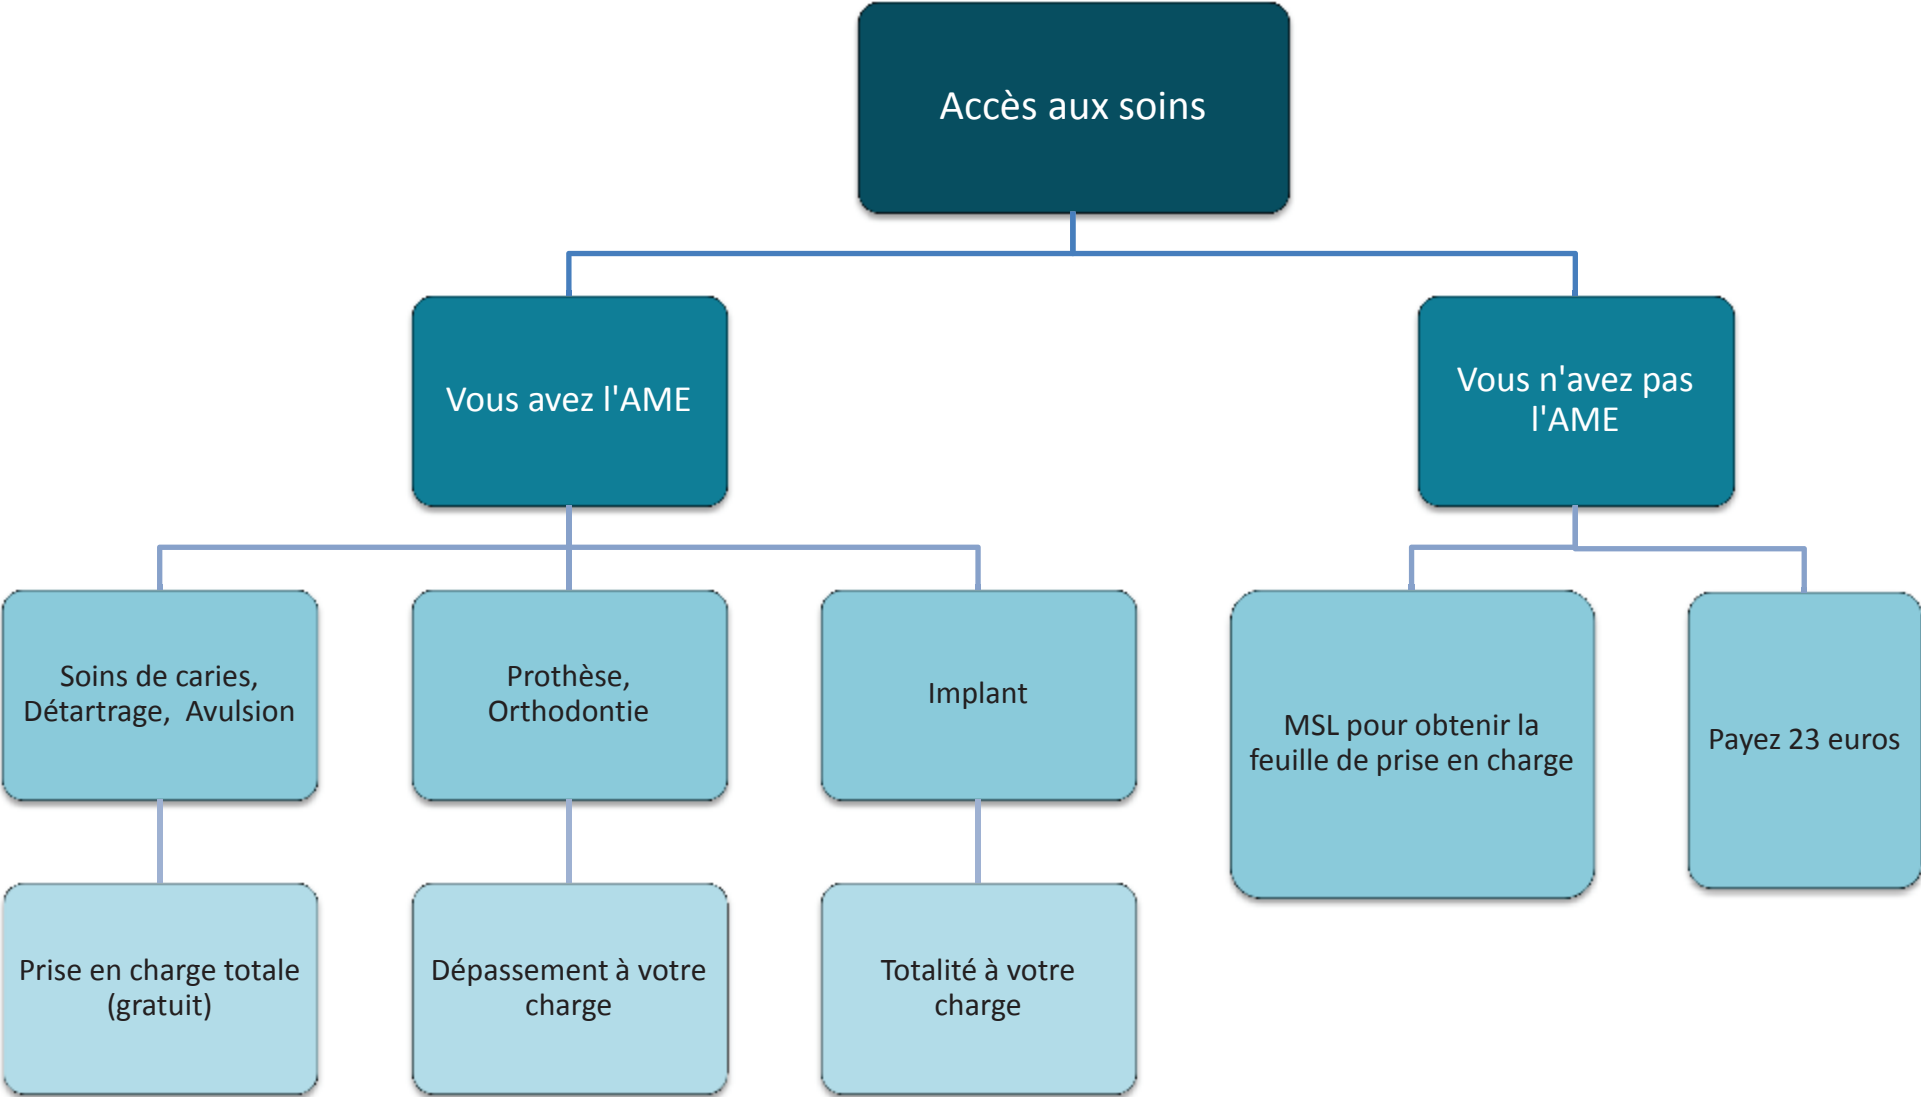 Accès aux soins
Vous avez l'AME
Vous n'avez pas
l'AME
Soins de caries,
Détartrage, Avulsion
Prothèse,
Orthodontie
Implant
MSL pour obtenir la
feuille de prise en charge
Payez 23 euros
Prise en charge totale
(gratuit)
Dépassement à votre
charge
Totalité à votre
charge